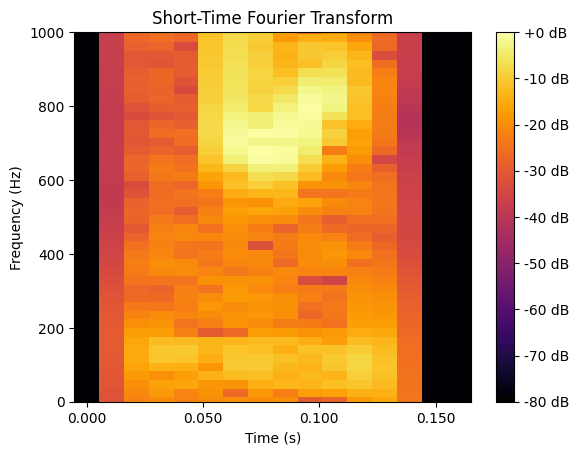 Short-Time Fourier Transform
1000
800
600
400
200
0
Frequency (Hz)
0.000
0.050
0.100
0.150
Time (s)
+0 dB
-10 dB
-20 dB
-30 dB
-40 dB
-50 dB
-60 dB
-70 dB
-80 dB